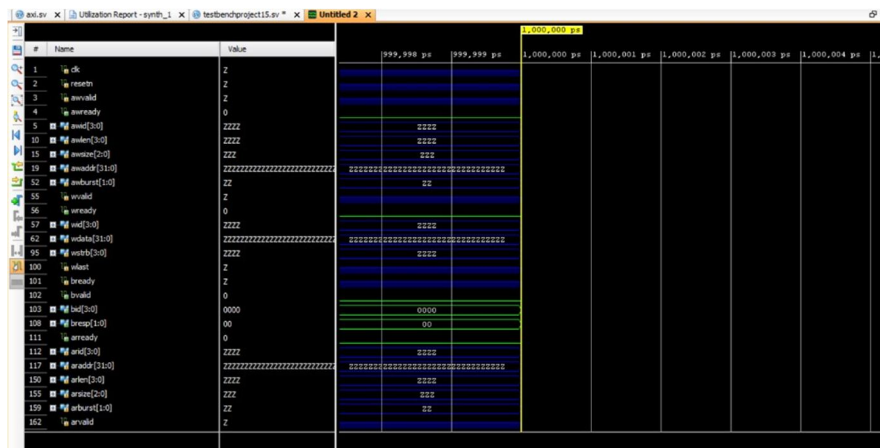 axi.sv x Utilization Report - synth_1 x testbenchproject15.sv * x Untitled 2 x
1,000,000 ps
# Name Value
999,998 ps 999,999 ps 1,000,000 ps 1,000,001 ps 1,000,002 ps 1,000,003 ps 1,000,004 ps 1,
1 clk Z
2 resetn Z
3 awvalid Z
4 awready 0
5 awid[3:0] ZZZZ ZZZZ
10 awlen[3:0] ZZZZ ZZZZ
15 awsize[2:0] ZZZ ZZZ
19 awaddr[31:0]
52 awburst[1:0] ZZ ZZ
55 wvalid Z
56 wready 0
57 wid[3:0] ZZZZ ZZZZ
62 wdata[31:0]
95 wstrb[3:0] ZZZZ ZZZZ
100 wlast Z
101 bready Z
102 bvalid 0
103 bid[3:0] 0000 0000
108 bresp[1:0] 00 00
111 arready 0
112 arid[3:0] ZZZZ ZZZZ
117 araddr[31:0]
150 arlen[3:0] ZZZZ ZZZZ
155 arsize[2:0] ZZZ ZZZ
159 arburst[1:0] ZZ ZZ
162 arvalid Z